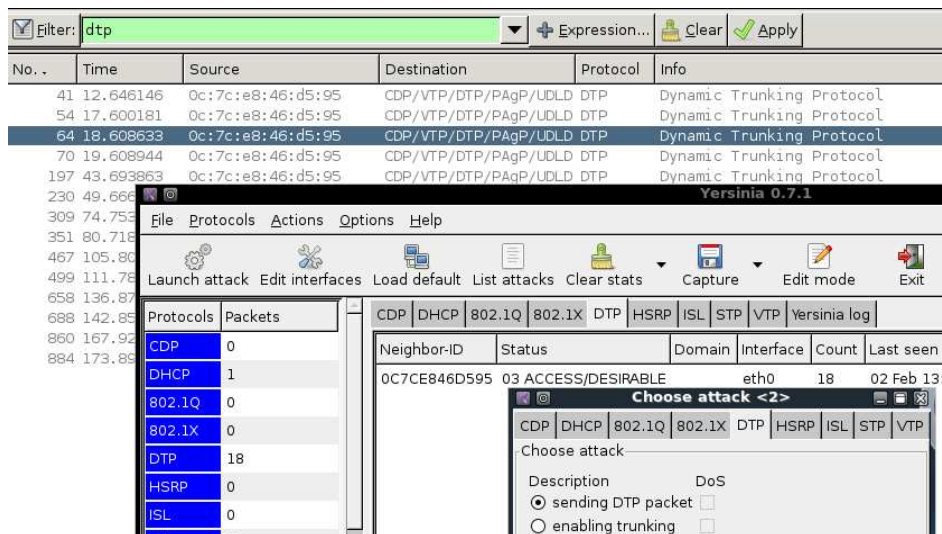 Filter: dtp Expression... Clear Apply
No. . Time Source Destination Protocol Info
41 12.646146 0c:7c:e8:46:d5:95 CDP/VTP/DTP/PAgP/UDLD DTP Dynamic Trunking Protocol
54 17.600181 0c:7c:e8:46:d5:95 CDP/VTP/DTP/PAgP/UDLD DTP Dynamic Trunking Protocol
64 18.608633 0c:7c:e8:46:d5:95 CDP/VTP/DTP/PAgP/UDLD DTP Dynamic Trunking Protocol
70 19.608944 0c:7c:e8:46:d5:95 CDP/VTP/DTP/PAgP/UDLD DTP Dynamic Trunking Protocol
197 43.693863 0c:7c:e8:46:d5:95 CDP/VTP/DTP/PAgP/UDLD DTP Dynamic Trunking Protocol
230 49.666
309 74.753
351 80.718
467 105.80
499 111.78
658 136.87
688 142.85
860 167.92
884 173.89
Yersinia 0.7.1
File Protocols Actions Options Help
Launch attack Edit interfaces Load default List attacks Clear stats Capture Edit mode Exit
Protocols Packets
CDP 0
DHCP 1
802.1Q 0
802.1X 0
DTP 18
HSRP 0
ISL 0
CDP DHCP 802.1Q 802.1X DTP HSRP ISL STP VTP Yersinia log
Neighbor-ID Status Domain Interface Count Last seen
0C7CE846D595 03 ACCESS/DESIRABLE eth0 18 02 Feb 13:
Choose attack <2>
CDP DHCP 802.1Q 802.1X DTP HSRP ISL STP VTP
Choose attack
Description DoS
sending DTP packet
enabling trunking